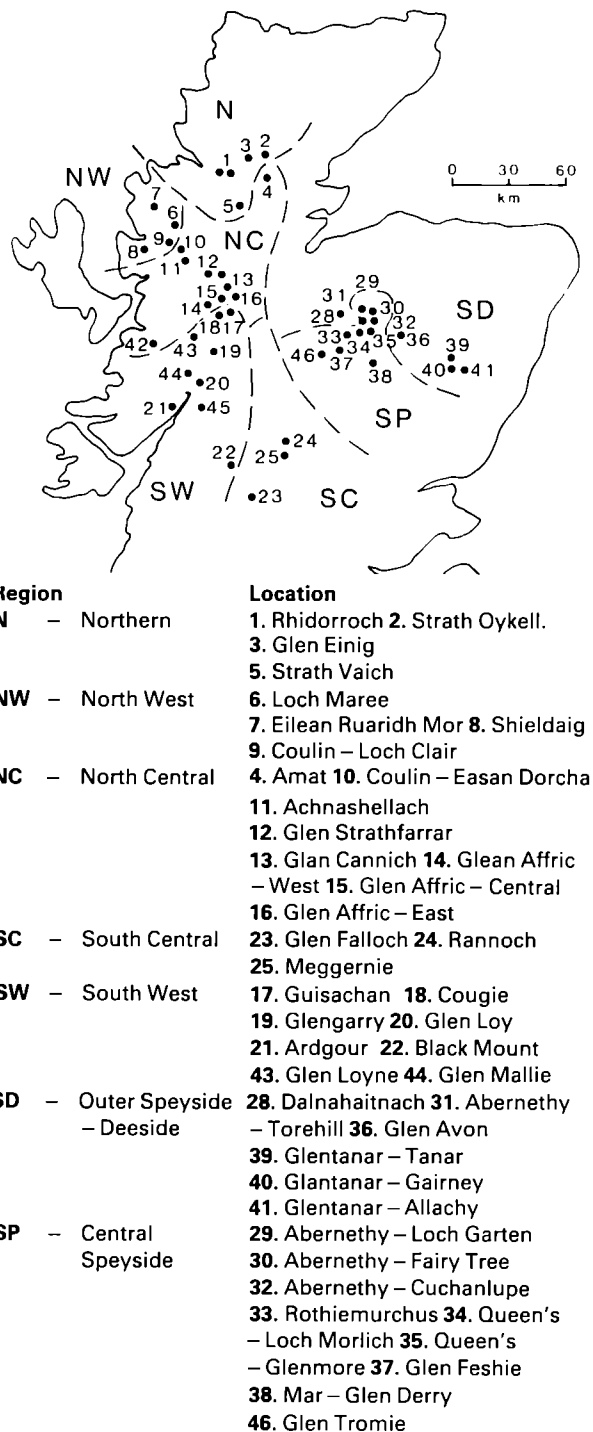 N
3 2
1
4
0 30 60
km
NW
7
5
6
NC
9
10
8
11
12
13
29
SD
15
16
31
30
14
28
32
18 17
33
35
36
39
42
43
19
46
37
34
40
41
38
44
20
SP
21
45
24
22
25
SW
23
SC
Region Location
N – Northern 1. Rhidorroch 2. Strath Oykell.
3. Glen Einig
5. Strath Vaich
NW – North West 6. Loch Maree
7. Eilean Ruaridh Mor 8. Shieldaig
9. Coulin – Loch Clair
NC – North Central 4. Amat 10. Coulin – Easan Dorcha
11. Achnashellach
12. Glen Strathfarrar
13. Glan Cannich 14. Glean Affric
– West 15. Glen Affric – Central
16. Glen Affric – East
SC – South Central 23. Glen Falloch 24. Rannoch
25. Meggernie
SW – South West 17. Guisachan 18. Cougie
19. Glengarry 20. Glen Loy
21. Ardgour 22. Black Mount
43. Glen Loyne 44. Glen Mallie
SD – Outer Speyside 28. Dalnahaitnach 31. Abernethy
– Deeside – Torehill 36. Glen Avon
39. Glentanar – Tanar
40. Glantanar – Gairney
41. Glentanar – Allachy
SP – Central 29. Abernethy – Loch Garten
Speyside 30. Abernethy – Fairy Tree
32. Abernethy – Cuchanlupe
33. Rothiemurchus 34. Queen's
– Loch Morlich 35. Queen's
– Glenmore 37. Glen Feshie
38. Mar – Glen Derry
46. Glen Tromie